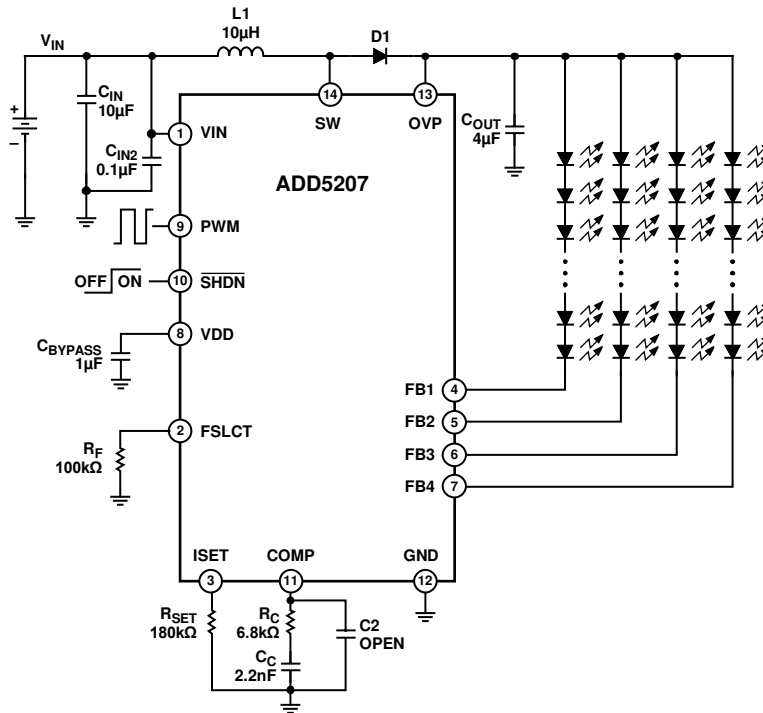 L1
10µH
VIN
D1
CIN
10µF
14
SW
13
OVP
COUT
4µF
+
–
1
VIN
CIN2
0.1µF
ADD5207
9
PWM
OFF
ON
10
SHDN
8
VDD
CBYPASS
1µF
FB1
4
FB2
5
2
FSLCT
RF
100kΩ
FB3
6
FB4
7
ISET
COMP
GND
3
11
12
RSET
180kΩ
RC
6.8kΩ
C2
OPEN
CC
2.2nF